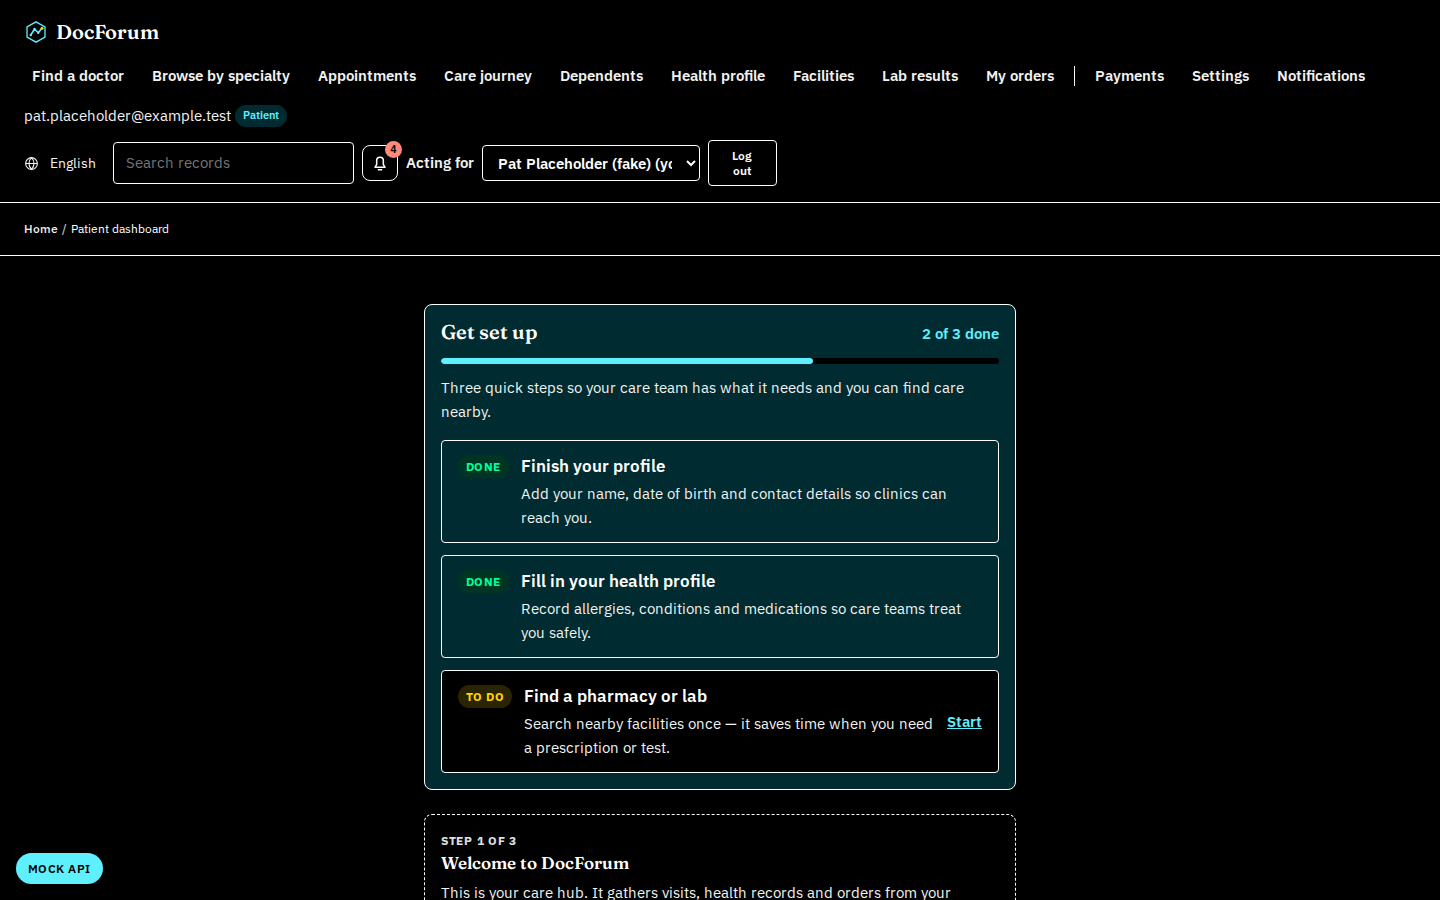 DocForum
Find a doctor
Browse by specialty
Appointments
Care journey
Dependents
Health profile
Facilities
Lab results
My orders
Payments
Settings
Notifications
pat.placeholder@example.test
Patient
English
Search records
4
Acting for
Pat Placeholder (fake) (yo
Log
out
Home / Patient dashboard
Get set up
2 of 3 done
Three quick steps so your care team has what it needs and you can find care
nearby.
DONE
Finish your profile
Add your name, date of birth and contact details so clinics can
reach you.
DONE
Fill in your health profile
Record allergies, conditions and medications so care teams treat
you safely.
TO DO
Find a pharmacy or lab
Search nearby facilities once — it saves time when you need
a prescription or test.
Start
STEP 1 OF 3
Welcome to DocForum
This is your care hub. It gathers visits, health records and orders from your
MOCK API